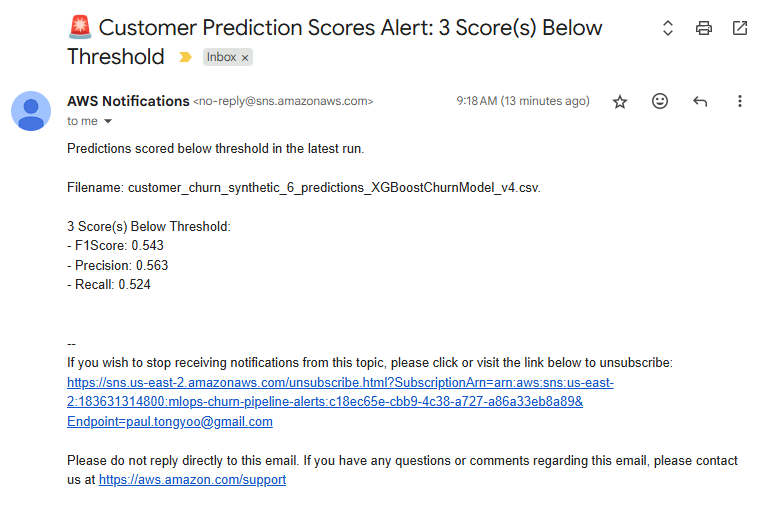 🚨 Customer Prediction Scores Alert: 3 Score(s) Below
Threshold Inbox ×
AWS Notifications <no-reply@sns.amazonaws.com> 9:18 AM (13 minutes ago)
to me
Predictions scored below threshold in the latest run.
Filename: customer_churn_synthetic_6_predictions_XGBoostChurnModel_v4.csv.
3 Score(s) Below Threshold:
- F1Score: 0.543
- Precision: 0.563
- Recall: 0.524
--
If you wish to stop receiving notifications from this topic, please click or visit the link below to unsubscribe:
https://sns.us-east-2.amazonaws.com/unsubscribe.html?SubscriptionArn=arn:aws:sns:us-east-
2:183631314800:mlops-churn-pipeline-alerts:c18ec65e-cbb9-4c38-a727-a86a33eb8a89&
Endpoint=paul.tongyoo@gmail.com
Please do not reply directly to this email. If you have any questions or comments regarding this email, please contact
us at https://aws.amazon.com/support